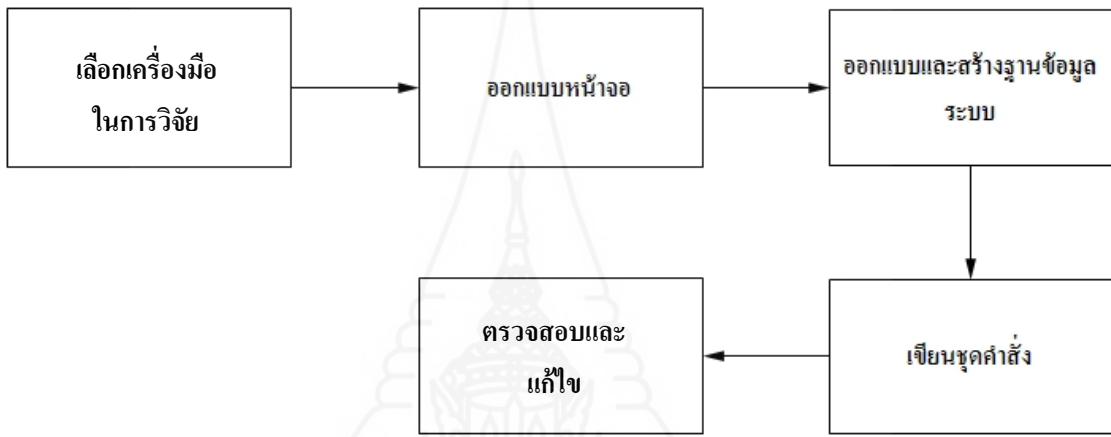 เลือกเครื่องมือ
ในการวิจัย
ออกแบบหน้าจอ
ออกแบบและสร้างฐานข้อมูล
ระบบ
เขียนชุดคำสั่ง
ตรวจสอบและ
แก้ไข